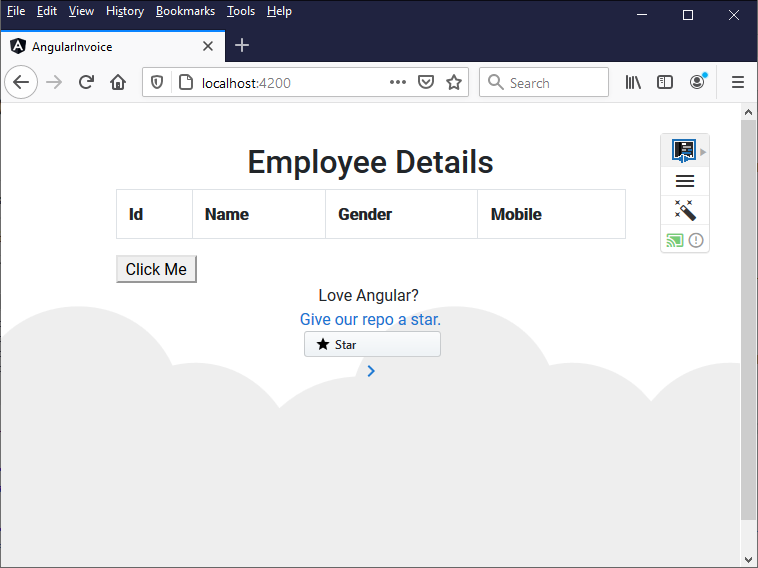 File Edit View History Bookmarks Tools Help
AngularInvoice
localhost:4200
Search
Employee Details
Id Name Gender Mobile
Click Me
Love Angular?
Give our repo a star.
Star